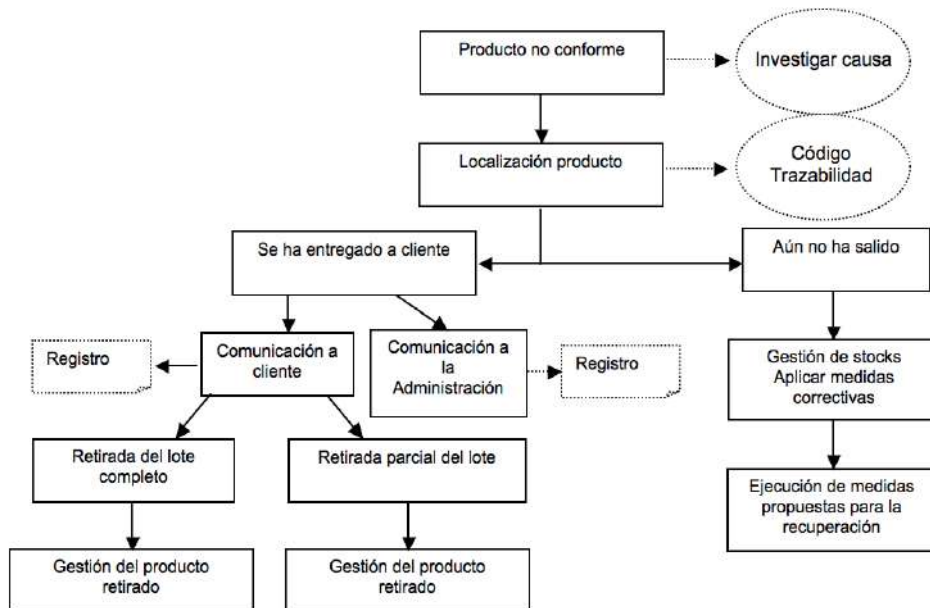 Producto no conforme
Investigar causa
Localización producto
Código
Trazabilidad
Se ha entregado a cliente
Aún no ha salido
Registro
Comunicación a
cliente
Comunicación a
la
Administración
Registro
Gestión de stocks
Aplicar medidas
correctivas
Retirada del lote
completo
Retirada parcial del lote
Ejecución de medidas
propuestas para la
recuperación
Gestión del producto
retirado
Gestión del producto
retirado